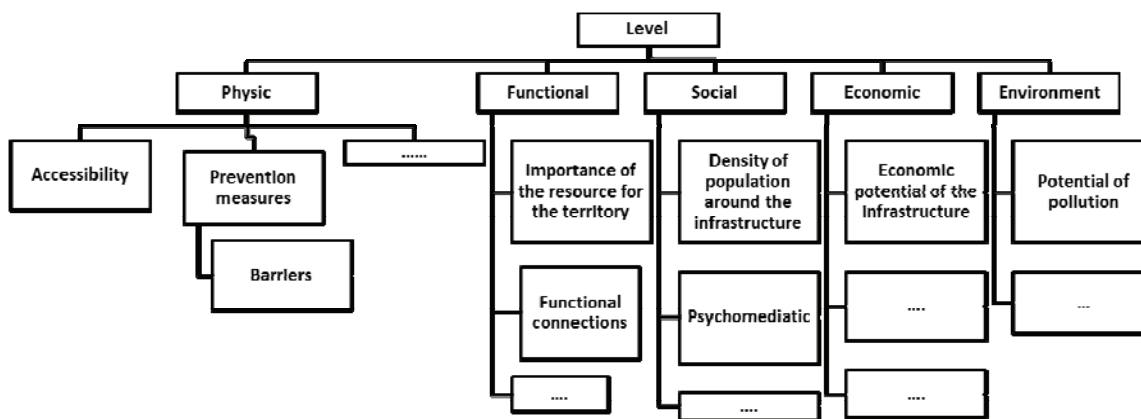 Level
Physic
Functional
Social
Economic
Environment
Accessibility
Prevention
measures
......
Importance of
the resource for
the territory
Density of
population
around the
infrastructure
Economic
potential of the
Infrastructure
Potential of
pollution
Barriers
Functional
connections
Psychomediatic
....
...
....
....
....